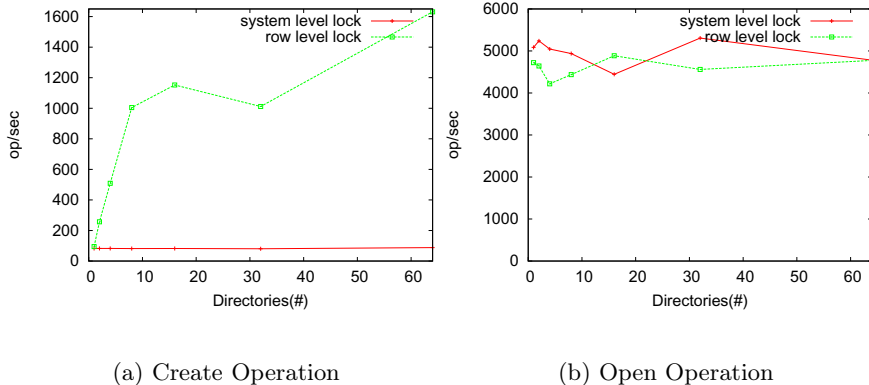 1600
1400
1200
1000
800
600
400
200
0
op/sec
system level lock
row level lock
0 10 20 30 40 50 60
Directories(#)
(a) Create Operation
6000
5000
4000
3000
2000
1000
0
op/sec
system level lock
row level lock
0 10 20 30 40 50 60
Directories(#)
(b) Open Operation